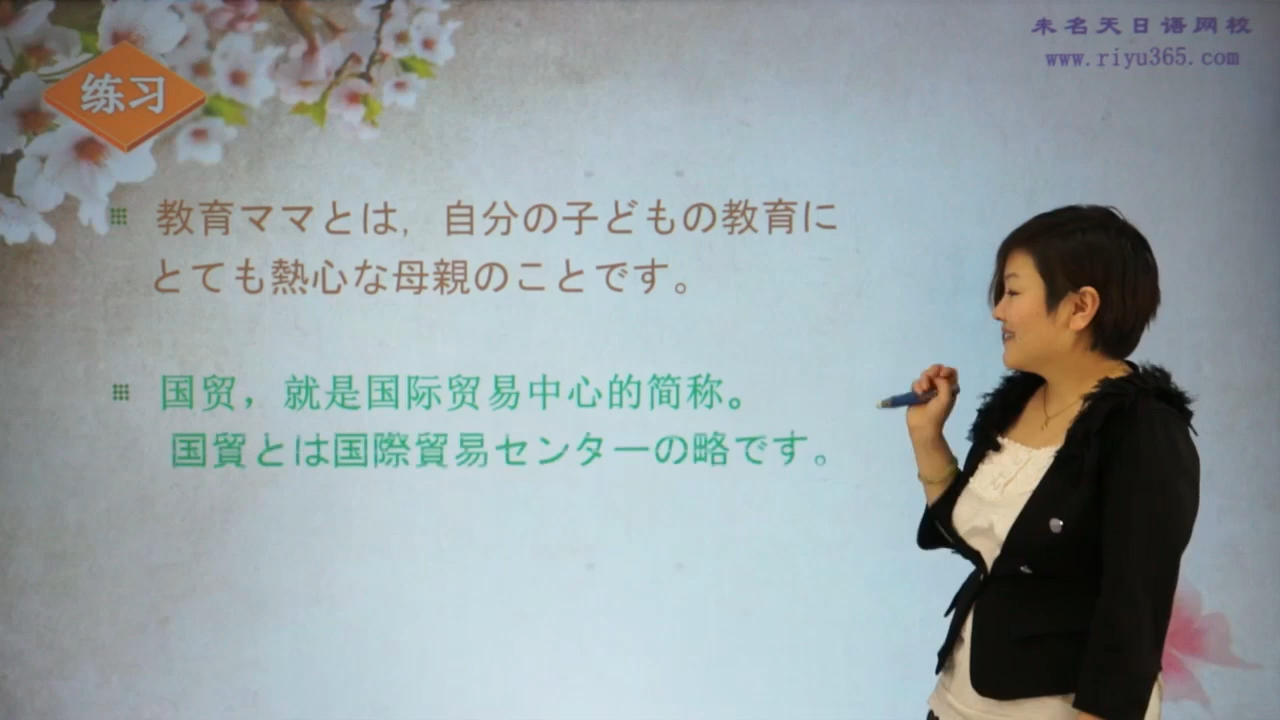 未名天日语网校
www.riyu365.com
练习
教育ママとは，自分の子どもの教育に
とても熱心な母親のことです。
国贸，就是国际贸易中心的简称。
国貿とは国際貿易センターの略です。